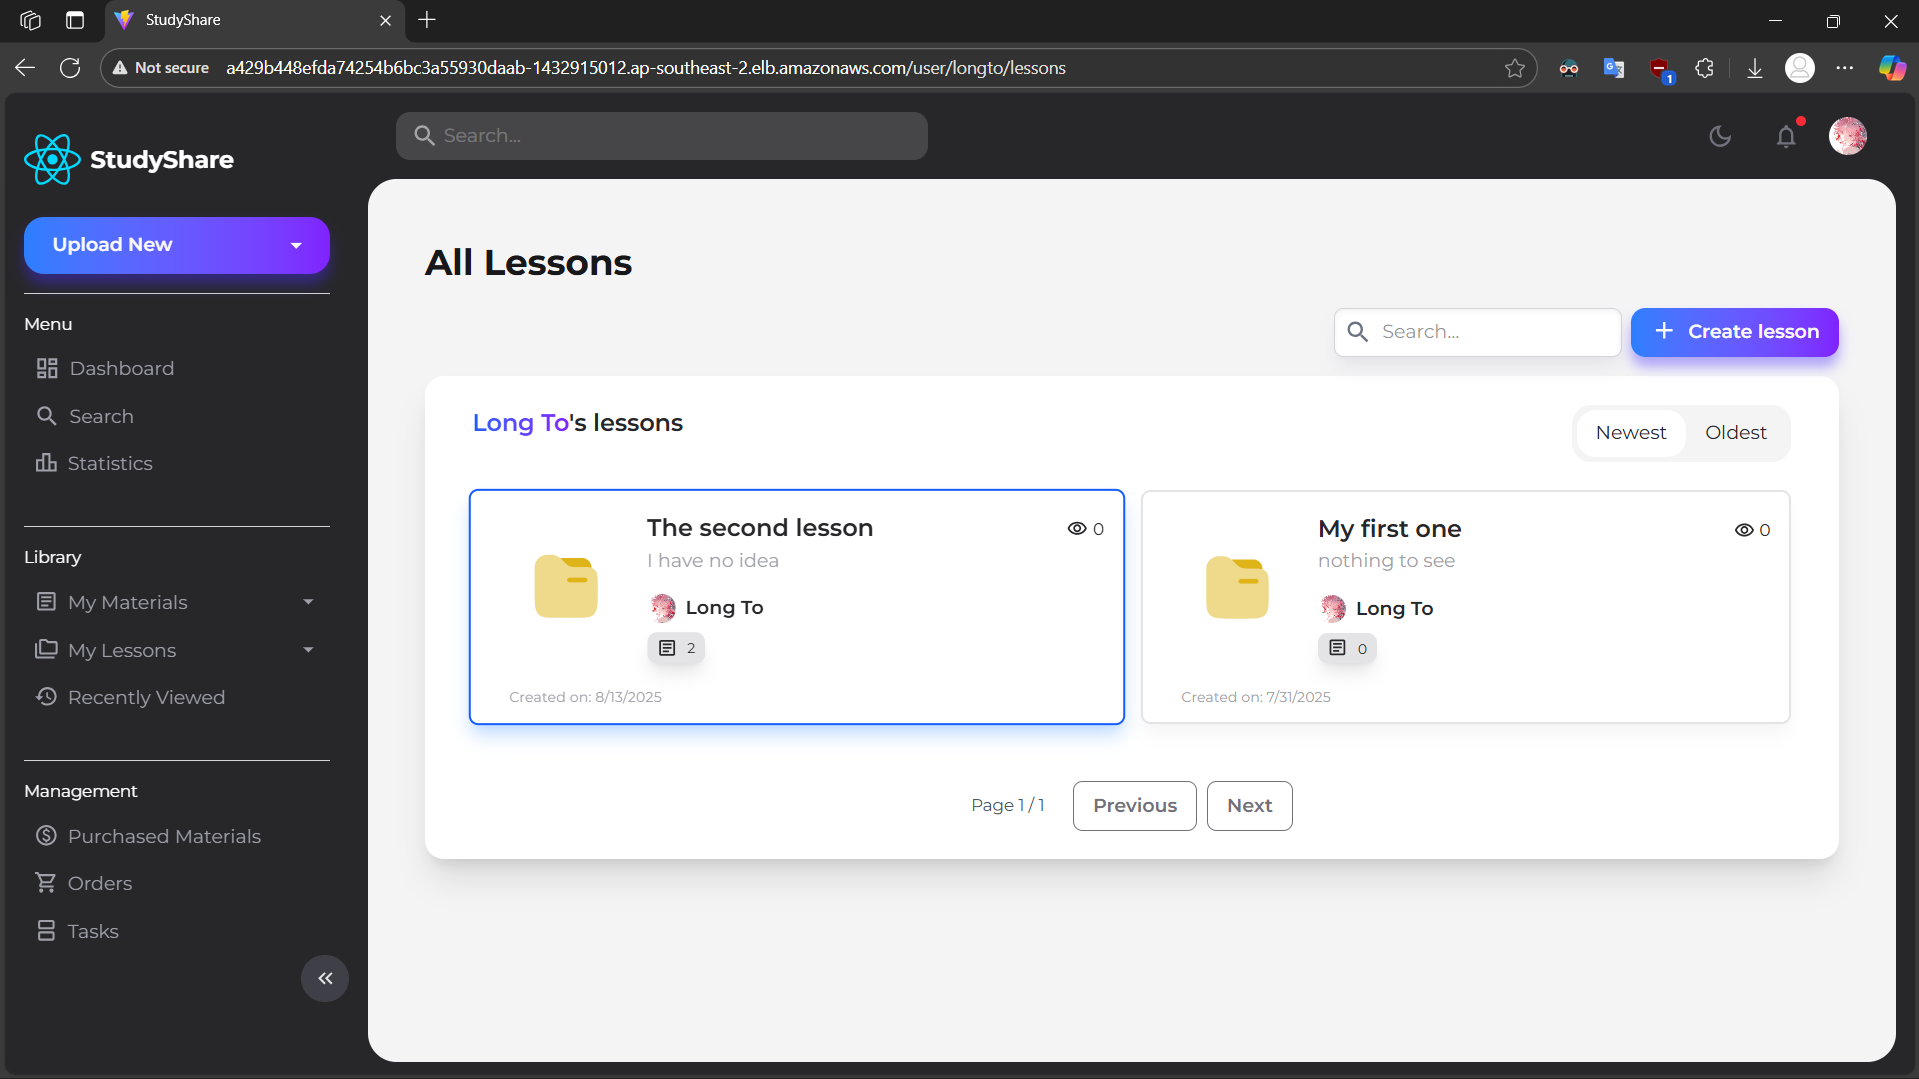 StudyShare
Not secure
a429b448efda74254b6bc3a55930daab-1432915012.ap-southeast-2.elb.amazonaws.com/user/longto/lessons
1
StudyShare
Search...
Upload New
Menu
Dashboard
Search
Statistics
Library
My Materials
My Lessons
Recently Viewed
Management
Purchased Materials
Orders
Tasks
All Lessons
Search...
Create lesson
Long To's lessons
Newest
Oldest
The second lesson
0
I have no idea
Long To
2
Created on: 8/13/2025
My first one
0
nothing to see
Long To
0
Created on: 7/31/2025
Page 1 / 1
Previous
Next